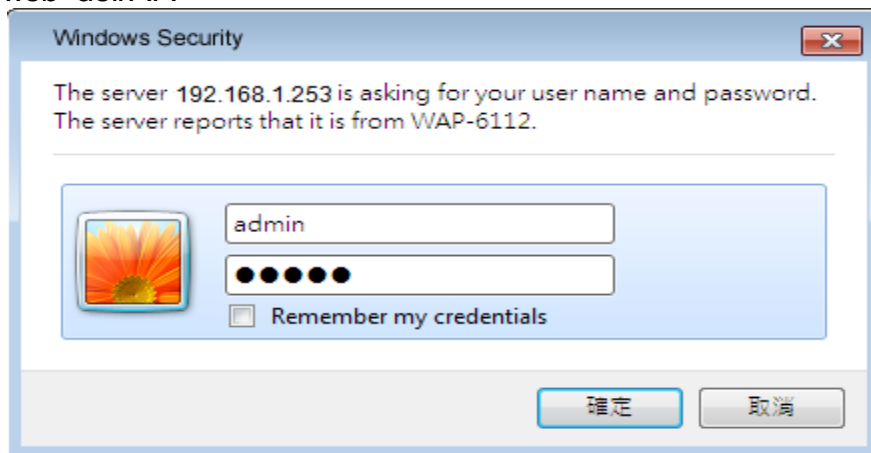 Windows Security
The server 192.168.1.253 is asking for your user name and password.
The server reports that it is from WAP-6112.
admin
●●●●●
Remember my credentials
確定
取消